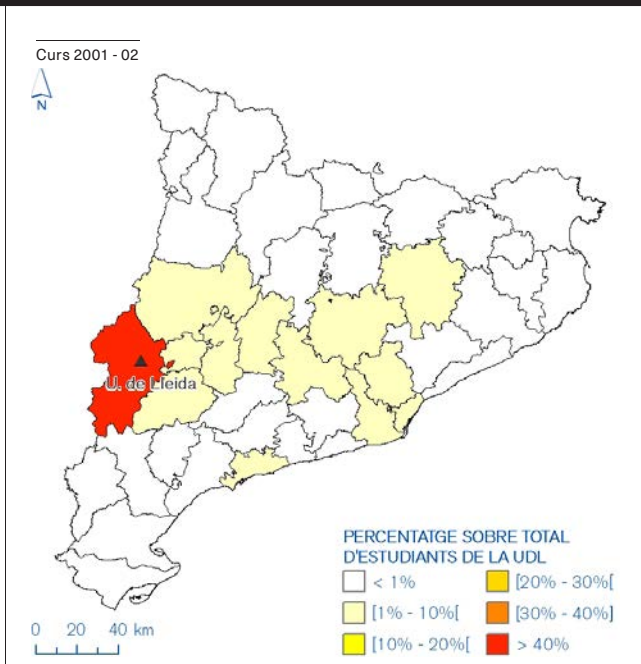 Curs 2001 - 02
N
U. de Lleida
PERCENTATGE SOBRE TOTAL
D'ESTUDIANTS DE LA UDL
< 1%
[20% - 30%[
[1% - 10%[
[30% - 40%]
[10% - 20%[
> 40%
0 20 40 km